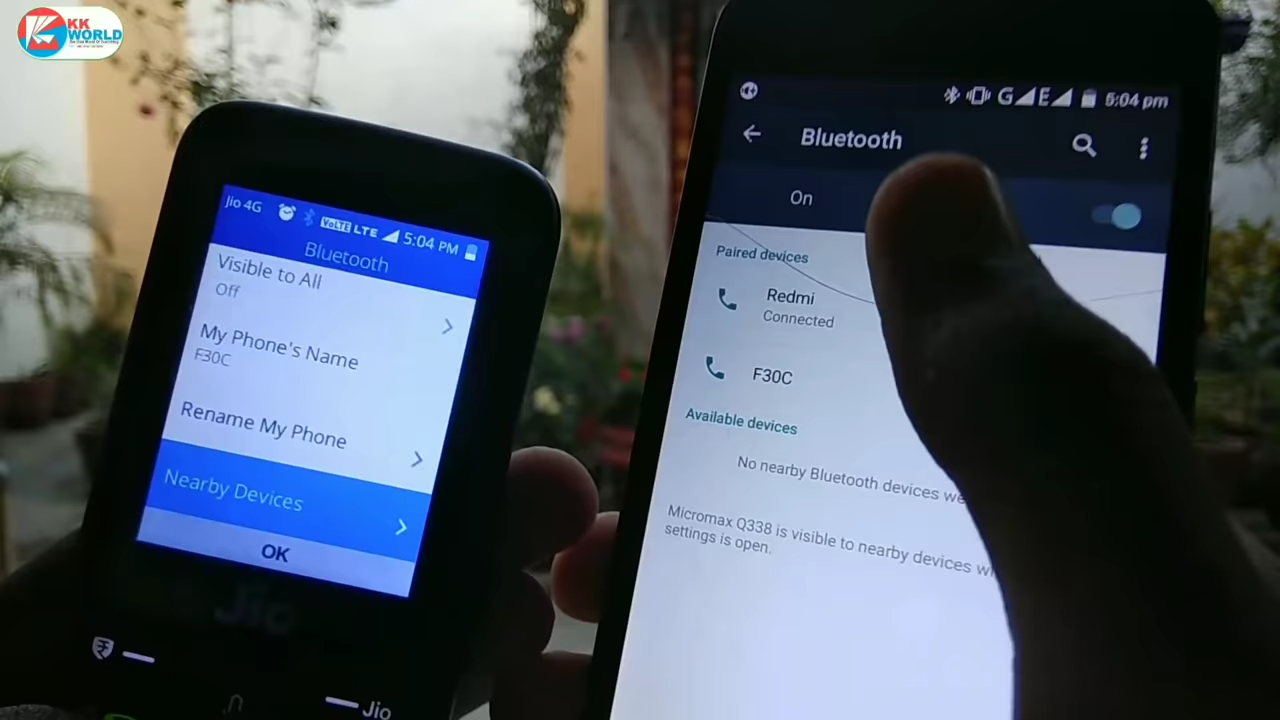 KK
WORLD
Jio 4G VoLTE LTE 5:04 PM
Bluetooth
Visible to All
Off
My Phone's Name
F30C
Rename My Phone
Nearby Devices
OK
Jio
Jio
G E 5:04 pm
Bluetooth
On
Paired devices
Redmi
Connected
F30C
Available devices
No nearby Bluetooth devices
Micromax Q338 is visible to nearby devices
settings is open.